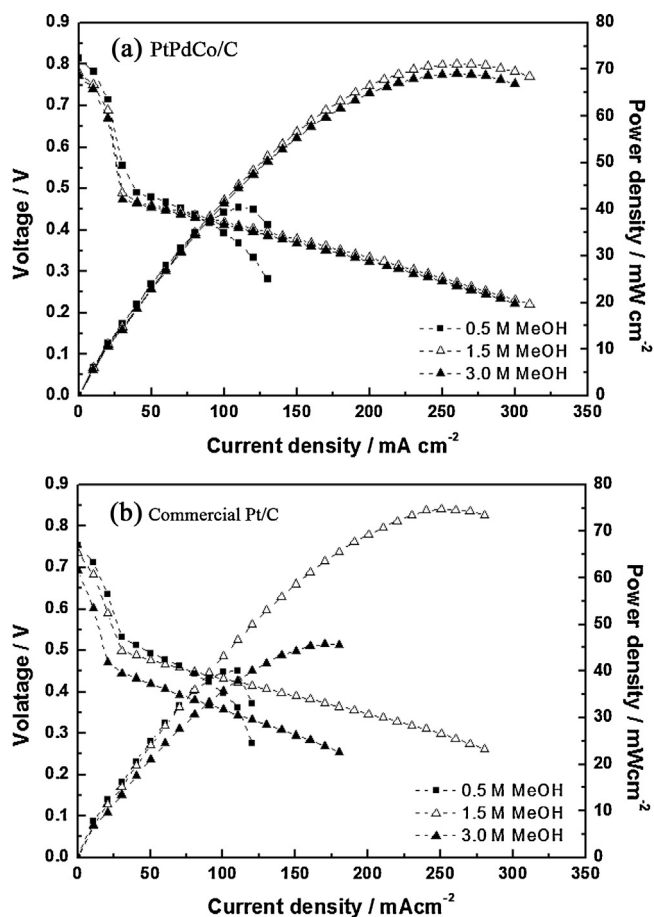 (a) PtPdCo/C
0.9
0.8
0.7
0.6
0.5
0.4
0.3
0.2
0.1
0.0
Voltage / V
80
70
60
50
40
30
20
10
0
Power density / mW cm⁻²
0.5 M MeOH
1.5 M MeOH
3.0 M MeOH
0 50 100 150 200 250 300 350
Current density / mA cm⁻²
(b) Commercial Pt/C
0.9
0.8
0.7
0.6
0.5
0.4
0.3
0.2
0.1
0.0
Volatage / V
80
70
60
50
40
30
20
10
0
Power density / mWcm⁻²
0.5 M MeOH
1.5 M MeOH
3.0 M MeOH
0 50 100 150 200 250 300 350
Current density / mAcm⁻²